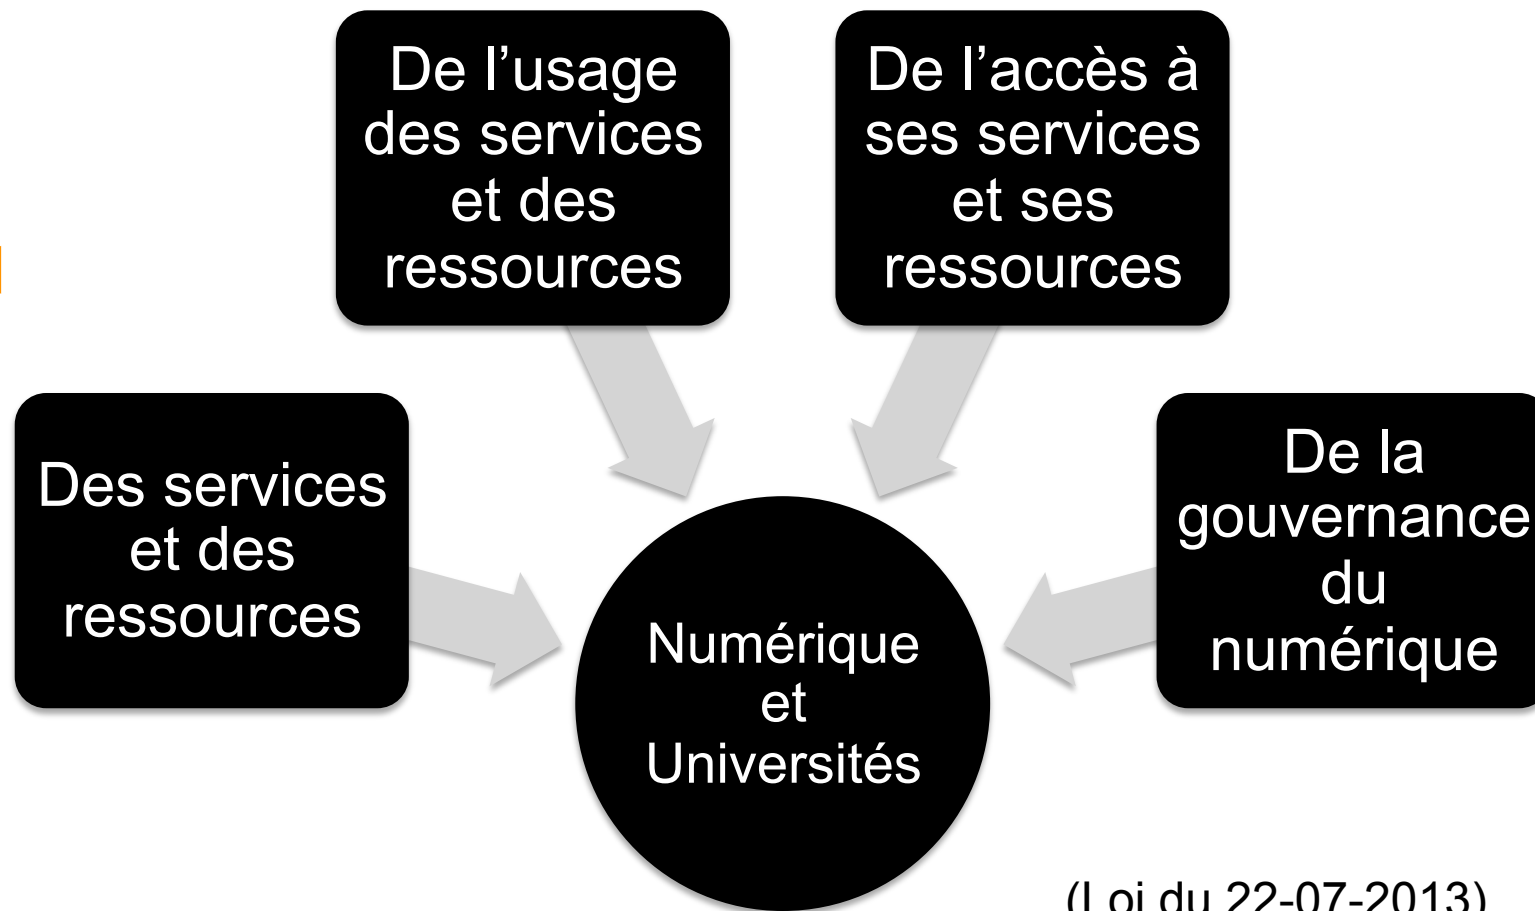 De l’usage
des services
et des
ressources
De l’accès à
ses services
et ses
ressources
Des services
et des
ressources
De la
gouvernance
du
numérique
Numérique
et
Universités
(Loi du 22-07-2013)